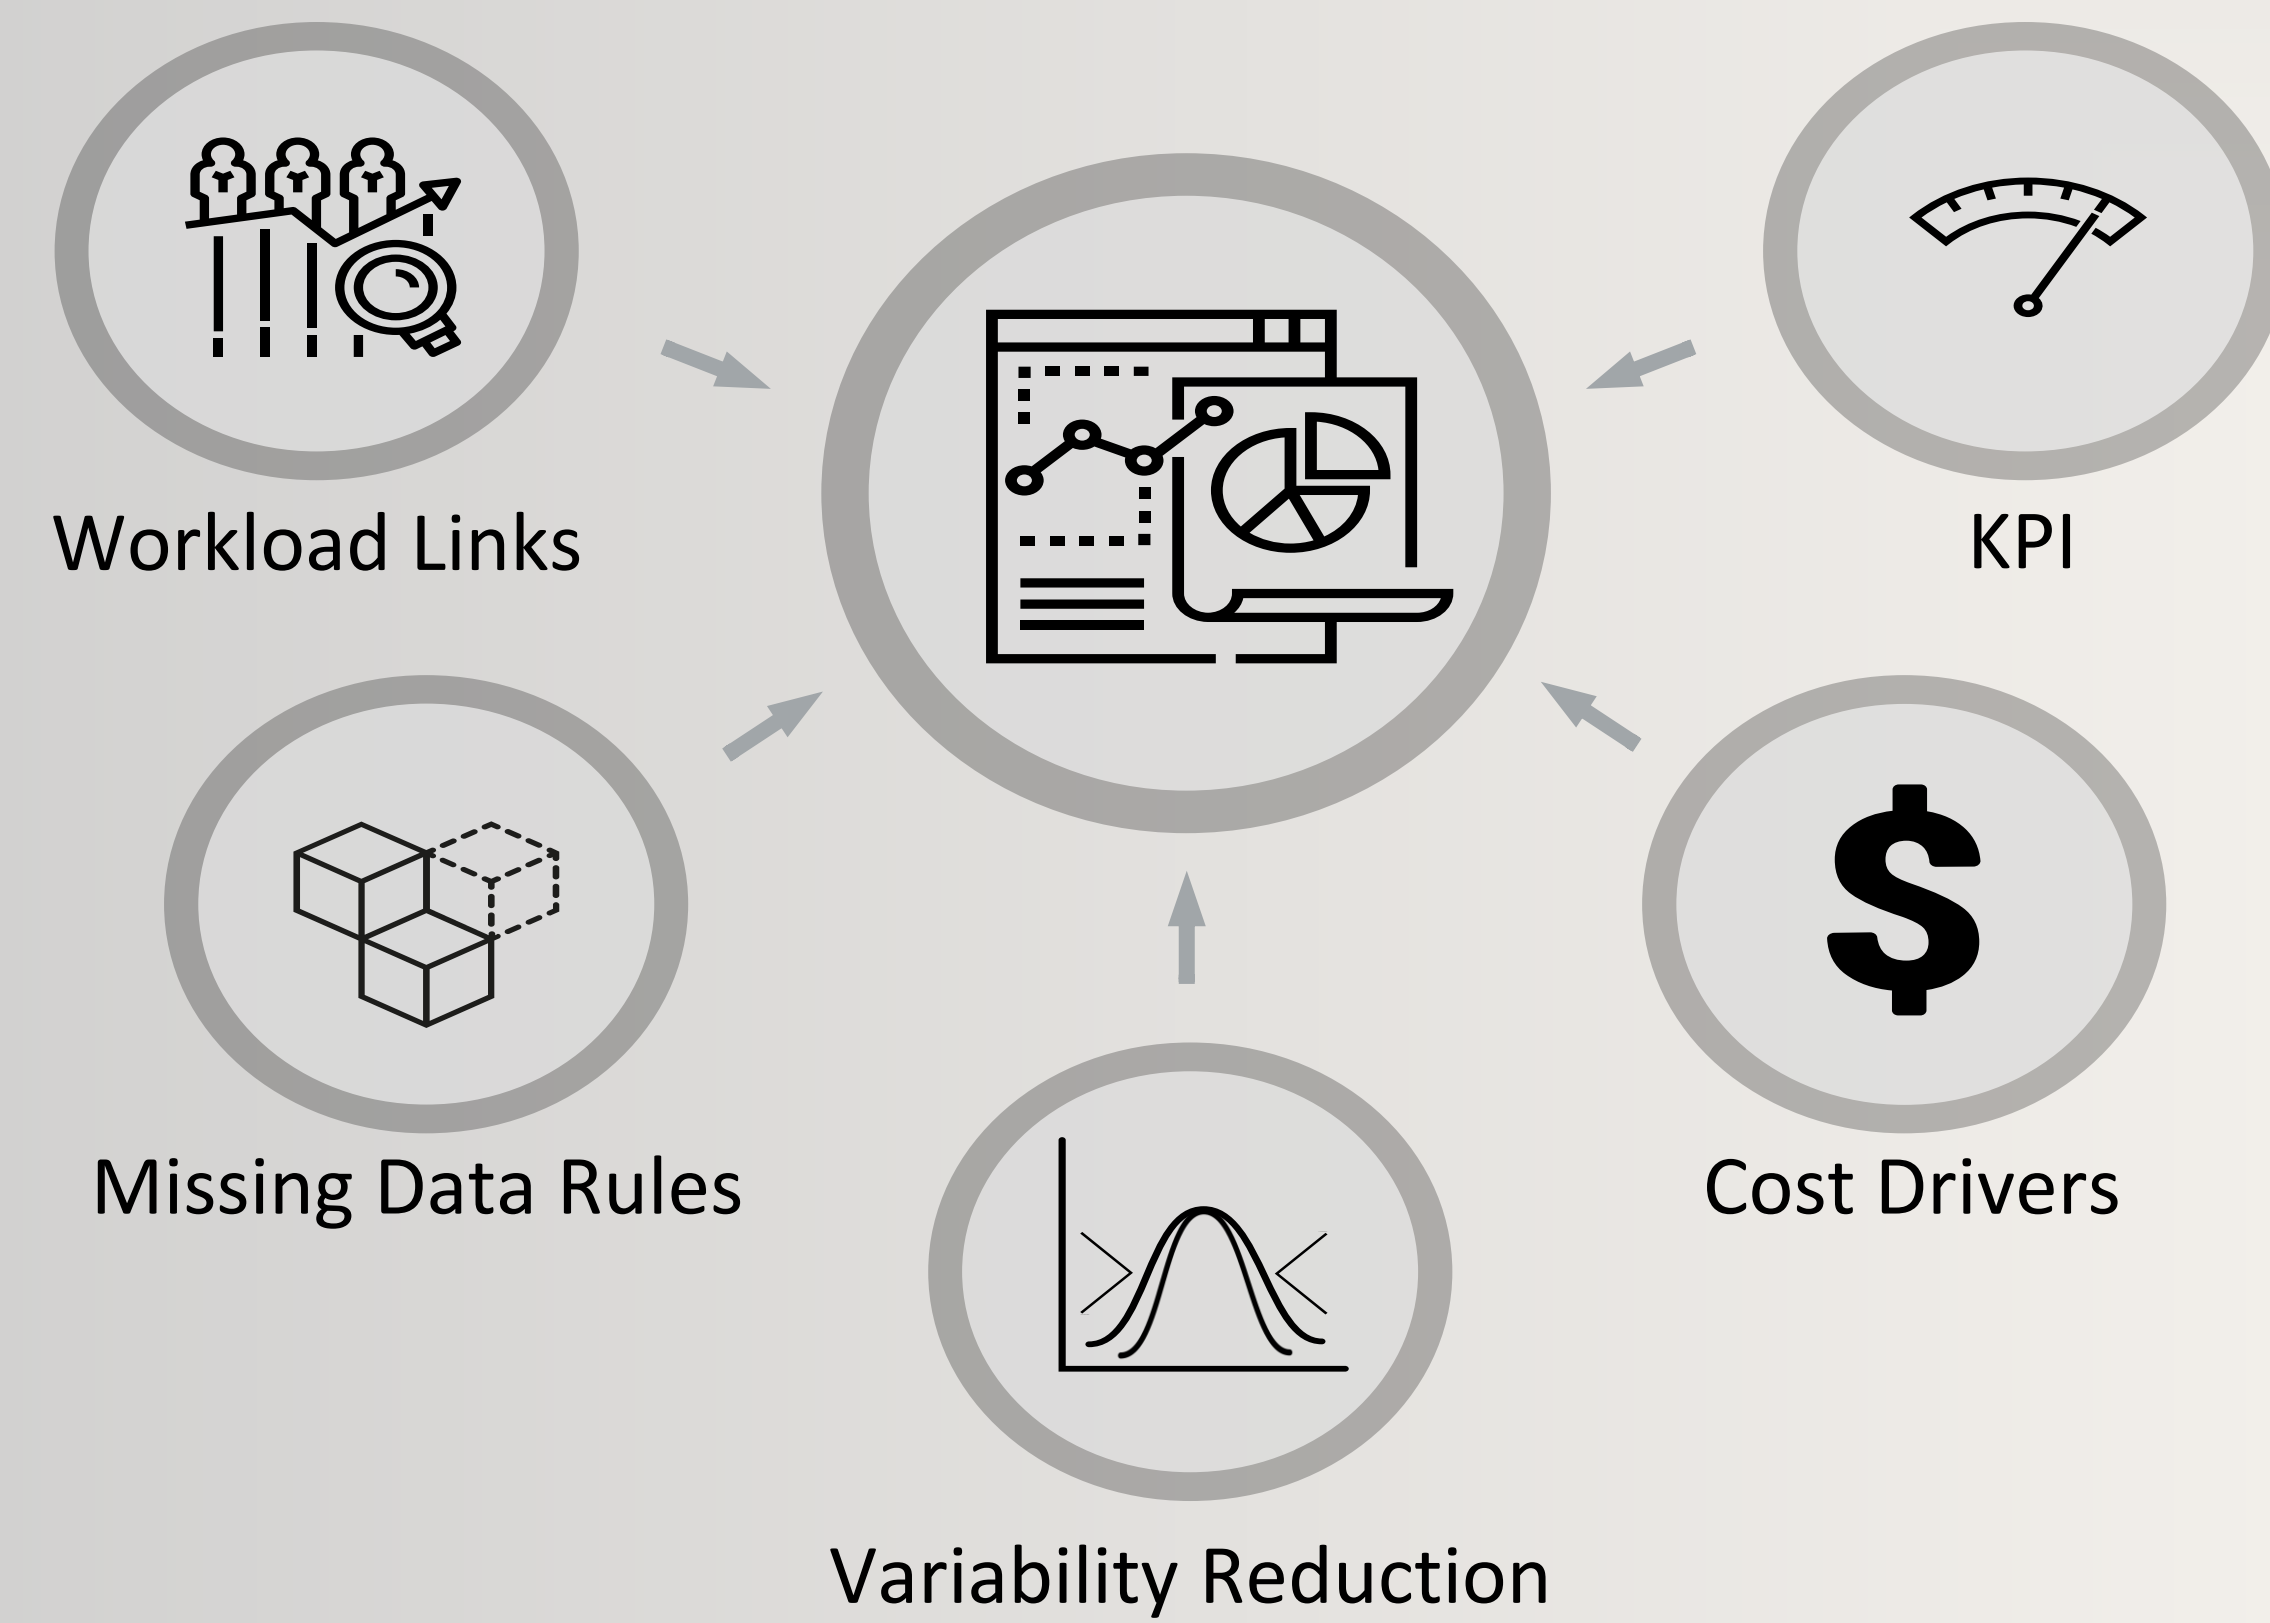 Workload Links
KPI
Missing Data Rules
Cost Drivers
Variability Reduction